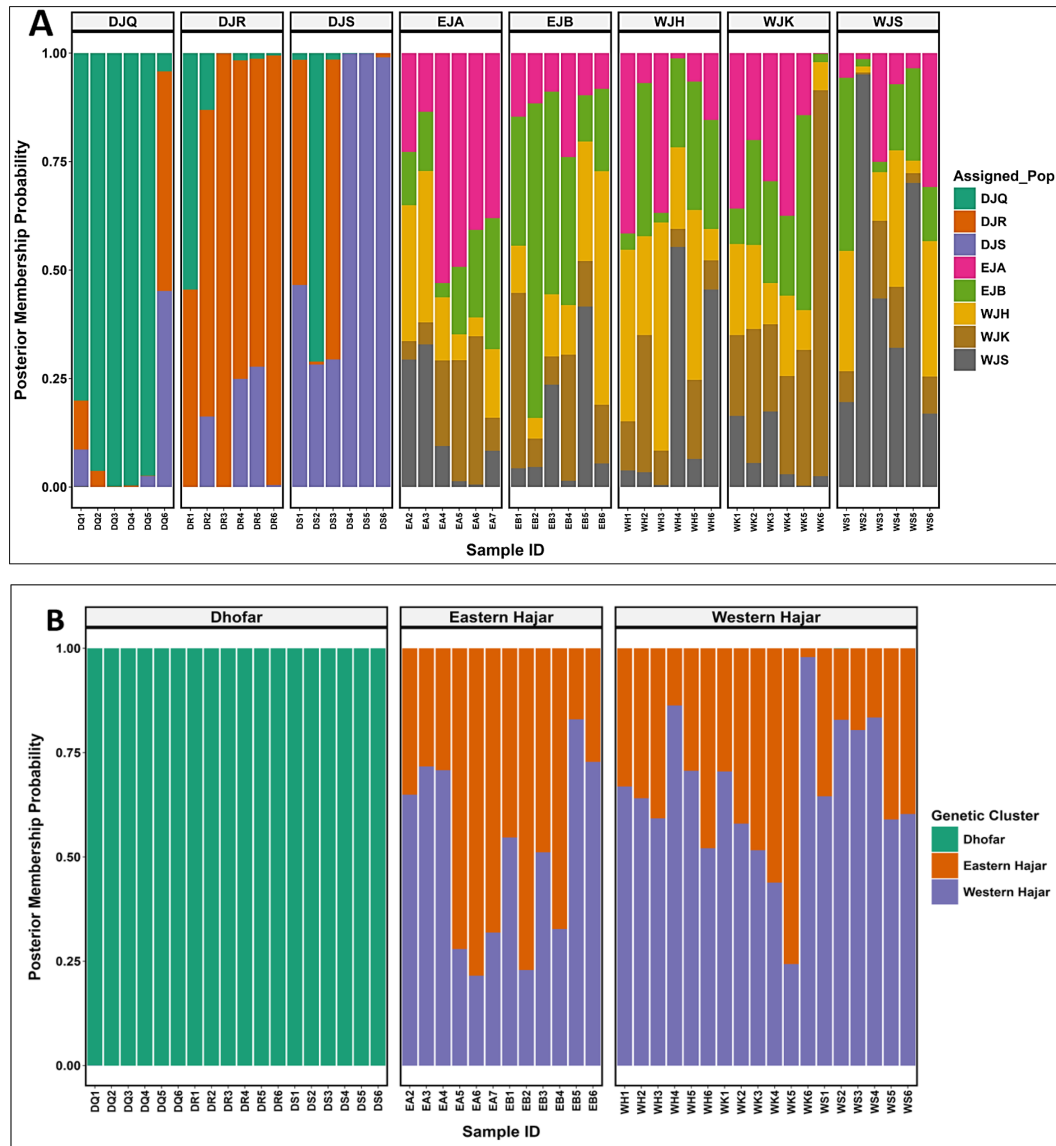 A
DJQ DJR DJS EJA EJB WJH WJK WJS
Posterior Membership Probability
1.00
0.75
0.50
0.25
0.00
DQ1 DQ2 DQ3 DQ4 DQ5 DQ6 DR1 DR2 DR3 DR4 DR5 DR6 DS1 DS2 DS3 DS4 DS5 DS6 EA2 EA3 EA4 EA5 EA6 EA7 EB1 EB2 EB3 EB4 EB5 EB6 WH1 WH2 WH3 WH4 WH5 WH6 WK1 WK2 WK3 WK4 WK5 WK6 WS1 WS2 WS3 WS4 WS5 WS6
Sample ID
Assigned_Pop
DJQ
DJR
DJS
EJA
EJB
WJH
WJK
WJS
B
Dhofar Eastern Hajar Western Hajar
Posterior Membership Probability
1.00
0.75
0.50
0.25
0.00
DQ1 DQ2 DQ3 DQ4 DQ5 DQ6 DR1 DR2 DR3 DR4 DR5 DR6 DS1 DS2 DS3 DS4 DS5 DS6 EA2 EA3 EA4 EA5 EA6 EA7 EB1 EB2 EB3 EB4 EB5 EB6 WH1 WH2 WH3 WH4 WH5 WH6 WK1 WK2 WK3 WK4 WK5 WK6 WS1 WS2 WS3 WS4 WS5 WS6
Sample ID
Genetic Cluster
Dhofar
Eastern Hajar
Western Hajar